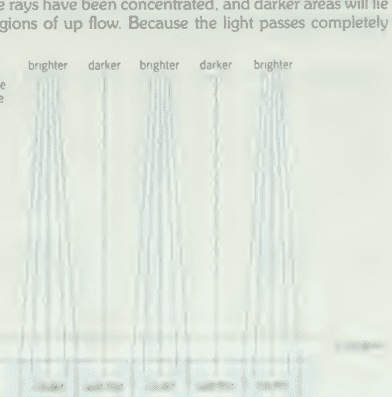 e rays have been concentrated, and darker areas will lie
gions of up flow. Because the light passes completely
brighter darker brighter darker brighter
e
e